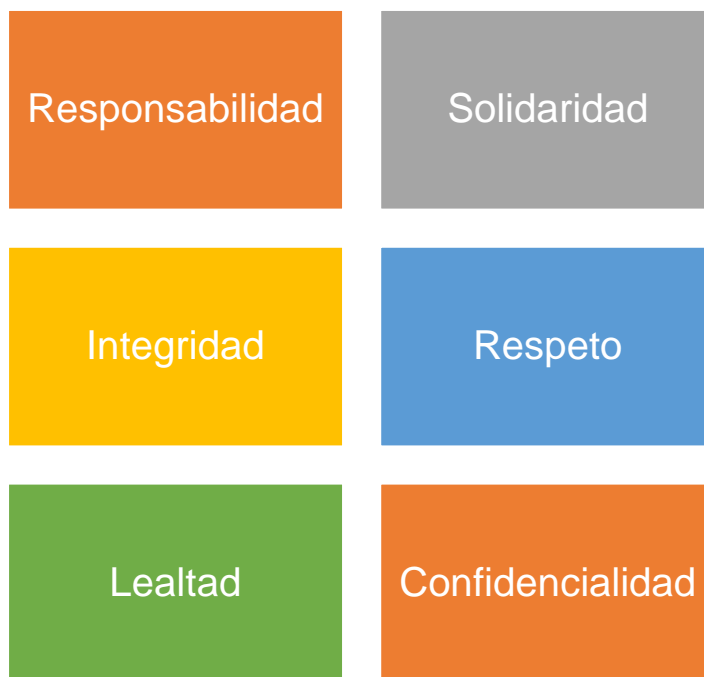 Responsabilidad
Solidaridad
Integridad
Respeto
Lealtad
Confidencialidad